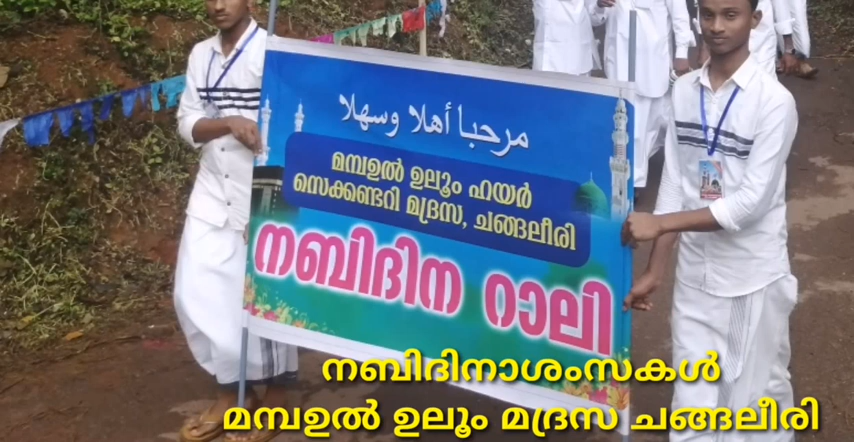 مرحبا أهلا وسهلا
മമ്പഉൽ ഉലൂം ഹയർ
സെക്കണ്ടറി മദ്രസ, ചങ്ങലീരി
നബിദിന റാലി
നബിദിനാശംസകൾ
മമ്പഉൽ ഉലൂം മദ്രസ ചങ്ങലീരി